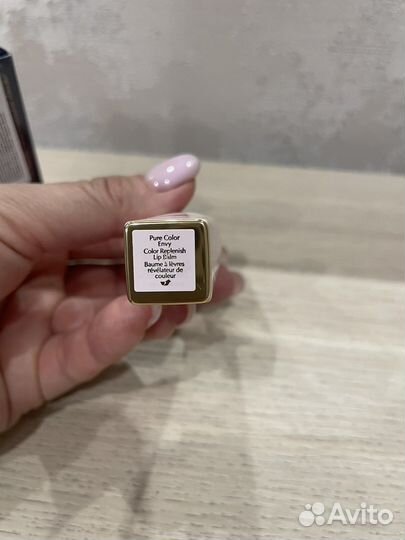 Pure Color
Envy
Color Replenish
Lip Balm
Baume à lèvres
révélateur de
couleur
Avito